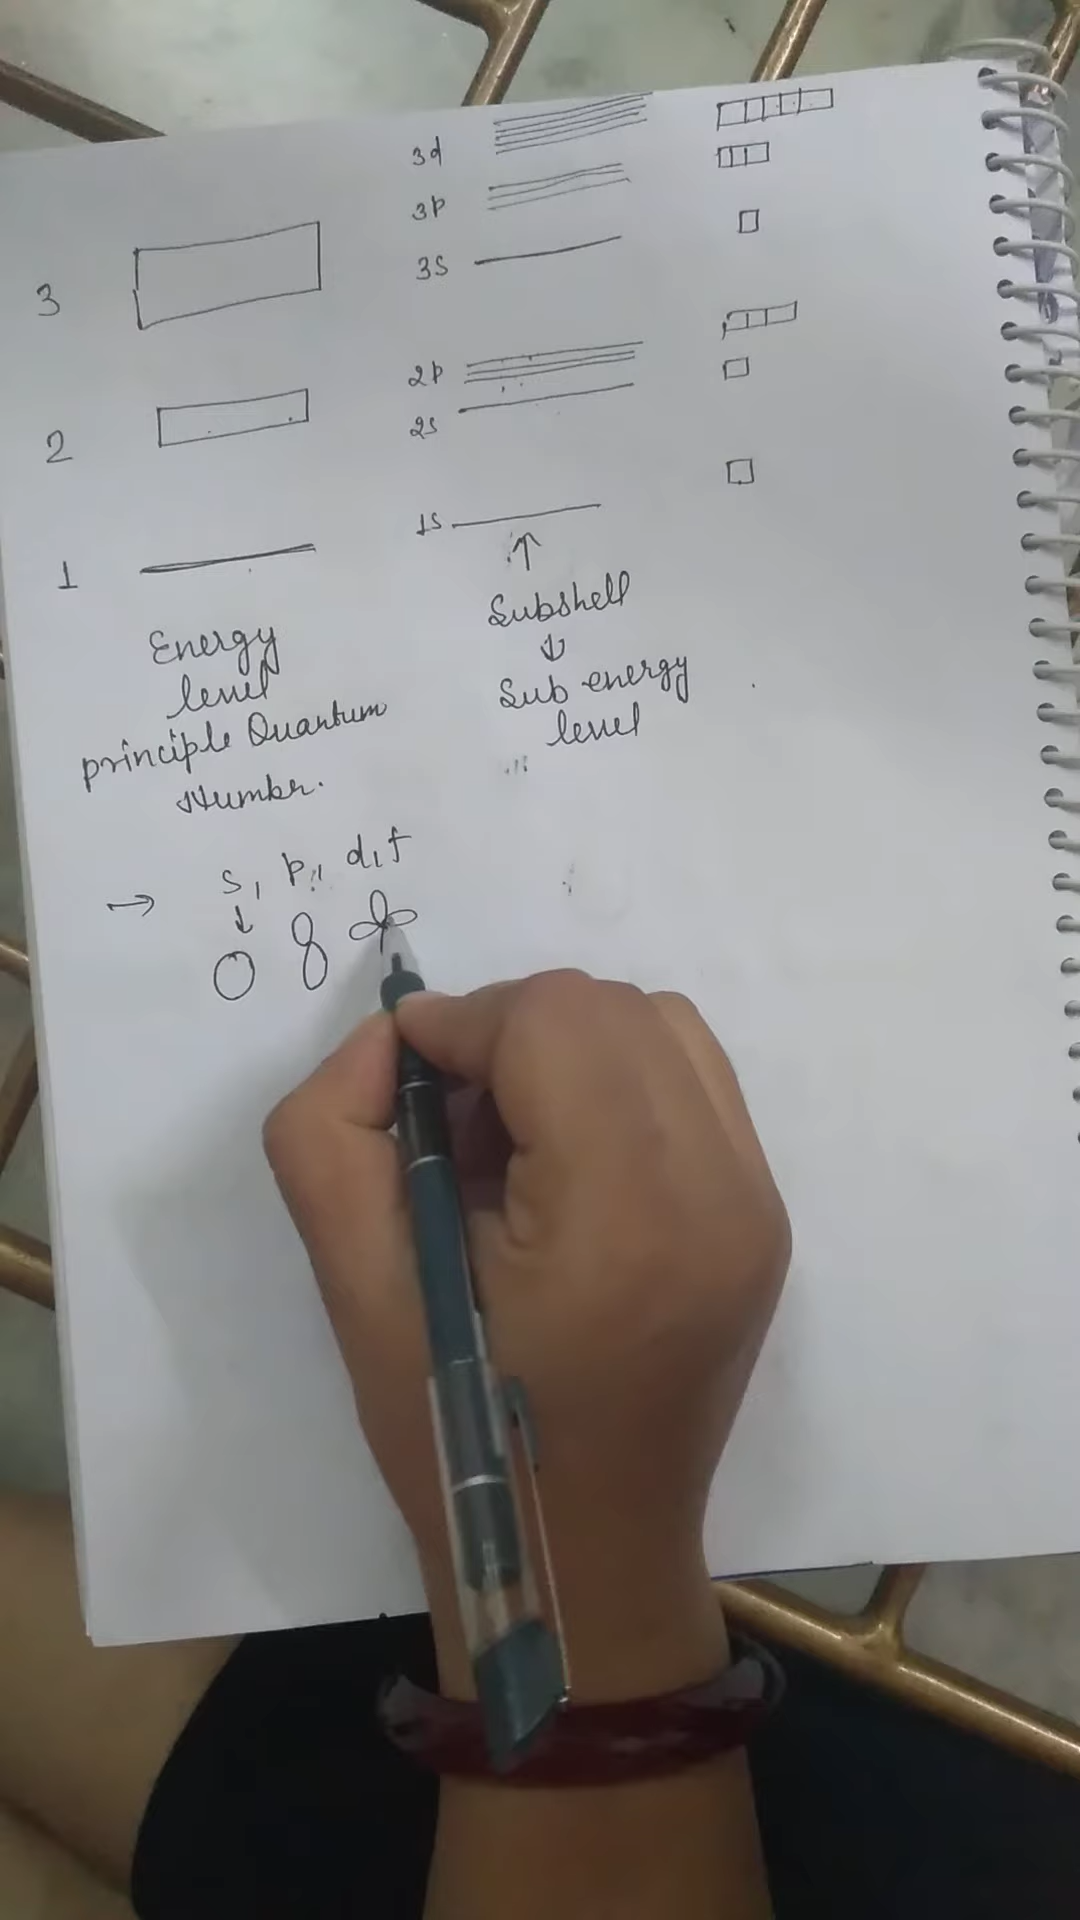 3d
3p
3s
3
2p
2s
2
1s
1
Subshell
Sub energy
level
Energy
level
principle Quantum
Number.
→ s, p, d, f